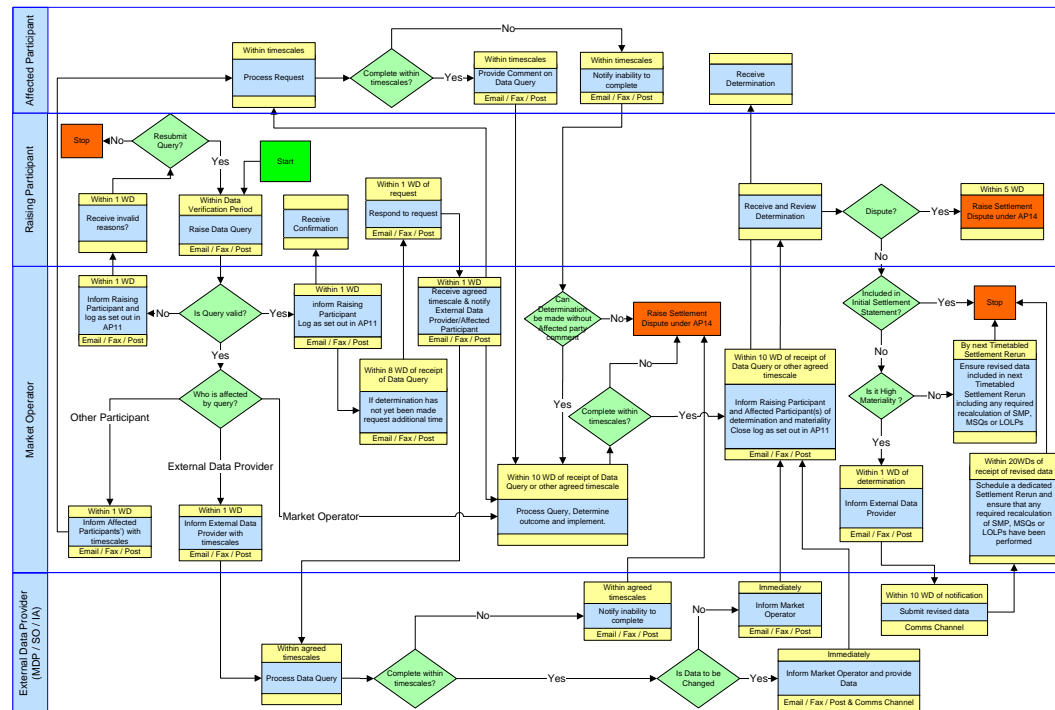 Affected Participant
Within timescales
Process Request
Complete within
timescales?
No
Yes
Within timescales
Provide Comment on
Data Query
Email / Fax / Post
Within timescales
Notify inability to
complete
Email / Fax / Post
Receive
Determination
Raising Participant
Stop
No
Resubmit
Query?
Yes
Start
Within 1 WD
Receive invalid
reasons?
Within Data
Verification Period
Raise Data Query
Email / Fax / Post
Receive
Confirmation
Within 1 WD of
request
Respond to request
Email / Fax / Post
Receive and Review
Determination
Dispute?
Yes
No
Within 5 WD
Raise Settlement
Dispute under AP14
Market Operator
Within 1 WD
Inform Raising
Participant and
log as set out in
AP11
Email / Fax / Post
No
Is Query valid?
Yes
Yes
Within 1 WD
inform Raising
Participant
Log as set out in AP11
Email / Fax / Post
Within 1 WD
Receive agreed
timescale & notify
External Data
Provider/Affected
Participant
Email / Fax / Post
Within 8 WD of receipt
of Data Query
If determination has
not yet been made
request additional time
Email / Fax / Post
Who is affected
by query?
Other Participant
External Data Provider
Market Operator
Within 1 WD
Inform Affected
Participants') with
timescales
Email / Fax / Post
Within 1 WD
Inform External Data
Provider with
timescales
Email / Fax / Post
Can
Determination
be made without
Affected party
comment
No
Yes
Raise Settlement
Dispute under AP14
No
Complete within
timescales?
Yes
Within 10 WD of receipt of Data
Query or other agreed timescale
Process Query, Determine
outcome and implement.
Within 10 WD of receipt of
Data Query or other agreed
timescale
Inform Raising Participant
and Affected Participant(s) of
determination and materiality
Close log as set out in AP11
Email / Fax / Post
Included in
Initial Settlement
Statement?
Yes
No
Stop
Is it High
Materiality ?
No
Yes
By next Timetabled
Settlement Rerun
Ensure revised data
included in next
Timetabled
Settlement Rerun
including any required
recalculation of SMP,
MSQs or LOLPs
Within 1 WD of
determination
Inform External Data
Provider
Email / Fax / Post
Within 20WDs of
receipt of revised data
Schedule a dedicated
Settlement Rerun and
ensure that any
required recalculation
of SMP, MSQs or
LOLPs have been
performed
External Data Provider
(MDP / SO / IA)
Within agreed
timescales
Process Data Query
Complete within
timescales?
No
Yes
Within agreed
timescales
Notify inability to
complete
Email / Fax / Post
Is Data to be
Changed
No
Yes
Immediately
Inform Market
Operator
Email / Fax / Post
Immediately
Inform Market Operator and provide
Data
Email / Fax / Post & Comms Channel
Within 10 WD of notification
Submit revised data
Comms Channel